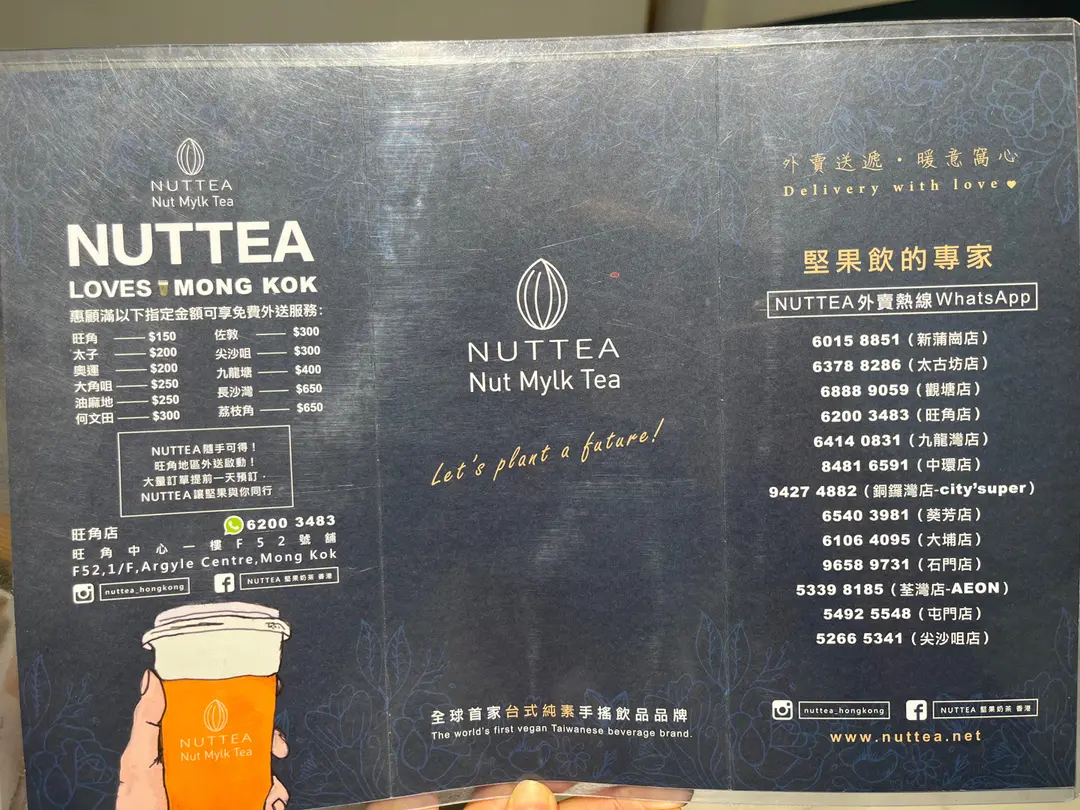 NUTTEA
Nut Mylk Tea
NUTTEA
LOVES MONG KOK
惠顧滿以下指定金額可享免費外送服務：
旺角 —— $150
太子 —— $200
奧運 —— $200
大角咀 —— $250
油麻地 —— $250
何文田 —— $300
佐敦 —— $300
尖沙咀 —— $300
九龍塘 —— $400
長沙灣 —— $650
荔枝角 —— $650
NUTTEA隨手可得！
旺角地區外送啟動！
大量訂單提前一天預訂．
NUTTEA讓堅果與你同行
旺角店 6200 3483
旺角中心一樓F52號舖
F52,1/F,Argyle Centre,Mong Kok
nuttea_hongkong NUTTEA 堅果奶茶 香港
NUTTEA
Nut Mylk Tea
NUTTEA
Nut Mylk Tea
Let's plant a future!
全球首家台式純素手搖飲品品牌
The world's first vegan Taiwanese beverage brand.
外賣送遞・暖意窩心
Delivery with love♥
堅果飲的專家
NUTTEA外賣熱線WhatsApp
6015 8851（新蒲崗店）
6378 8286（太古坊店）
6888 9059（觀塘店）
6200 3483（旺角店）
6414 0831（九龍灣店）
8481 6591（中環店）
9427 4882（銅鑼灣店-city'super）
6540 3981（葵芳店）
6106 4095（大埔店）
9658 9731（石門店）
5339 8185（荃灣店-AEON）
5492 5548（屯門店）
5266 5341（尖沙咀店）
nuttea_hongkong NUTTEA 堅果奶茶 香港
www.nuttea.net